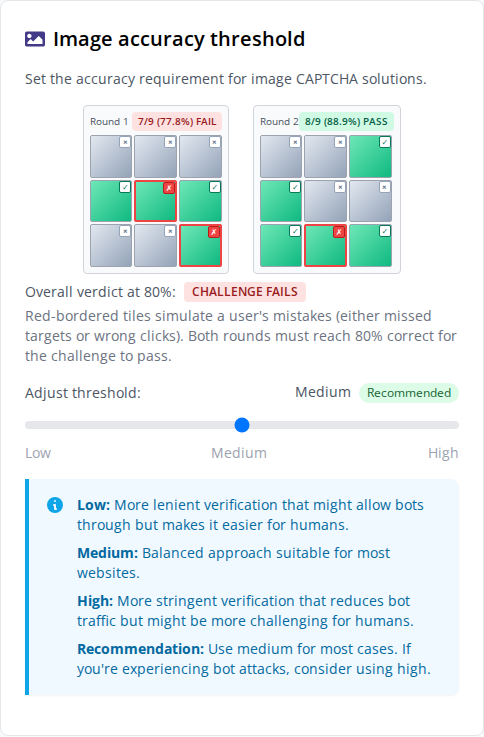 Image accuracy threshold
Set the accuracy requirement for image CAPTCHA solutions.
Round 1 7/9 (77.8%) FAIL
Round 2 8/9 (88.9%) PASS
Overall verdict at 80%: CHALLENGE FAILS
Red-bordered tiles simulate a user's mistakes (either missed
targets or wrong clicks). Both rounds must reach 80% correct for
the challenge to pass.
Adjust threshold: Medium Recommended
Low Medium High
Low: More lenient verification that might allow bots
through but makes it easier for humans.
Medium: Balanced approach suitable for most
websites.
High: More stringent verification that reduces bot
traffic but might be more challenging for humans.
Recommendation: Use medium for most cases. If
you're experiencing bot attacks, consider using high.